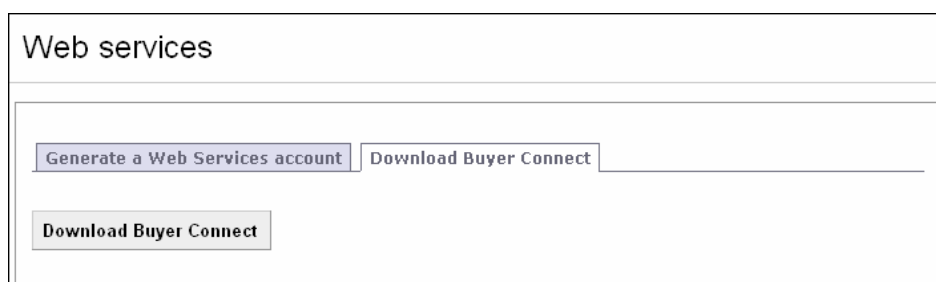 Web services
Generate a Web Services account Download Buyer Connect
Download Buyer Connect